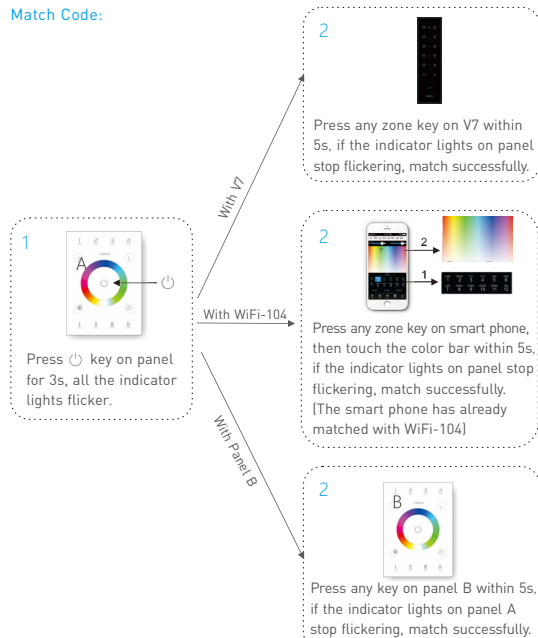 Match Code:
1
A
Press key on panel
for 3s, all the indicator
lights flicker.
With V7
With WiFi-104
With Panel B
2
Press any zone key on V7 within
5s, if the indicator lights on panel
stop flickering, match successfully.
2
2
1
Press any zone key on smart phone,
then touch the color bar within 5s,
if the indicator lights on panel stop
flickering, match successfully.
(The smart phone has already
matched with WiFi-104)
2
B
Press any key on panel B within 5s,
if the indicator lights on panel A
stop flickering, match successfully.